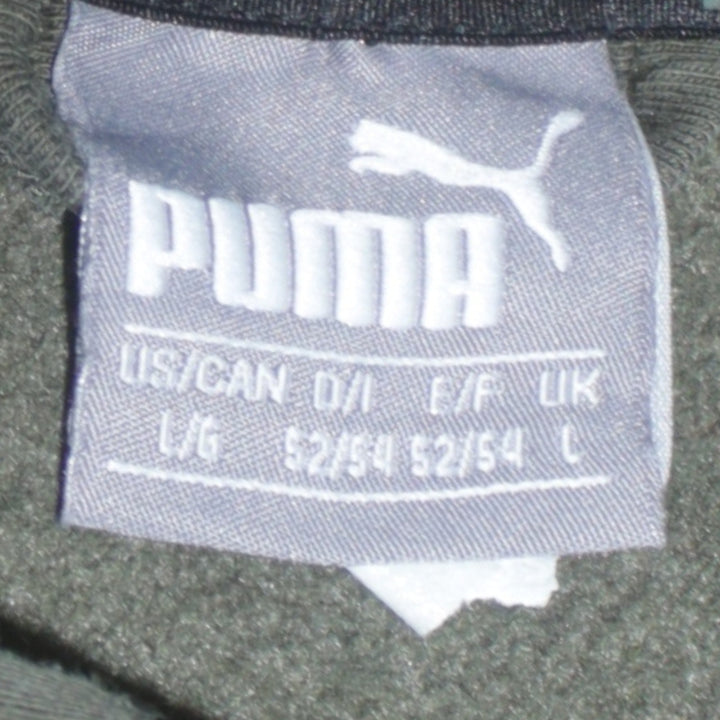 PUMA
US/CAN D/I E/F UK
L/G 52/54 52/54 L